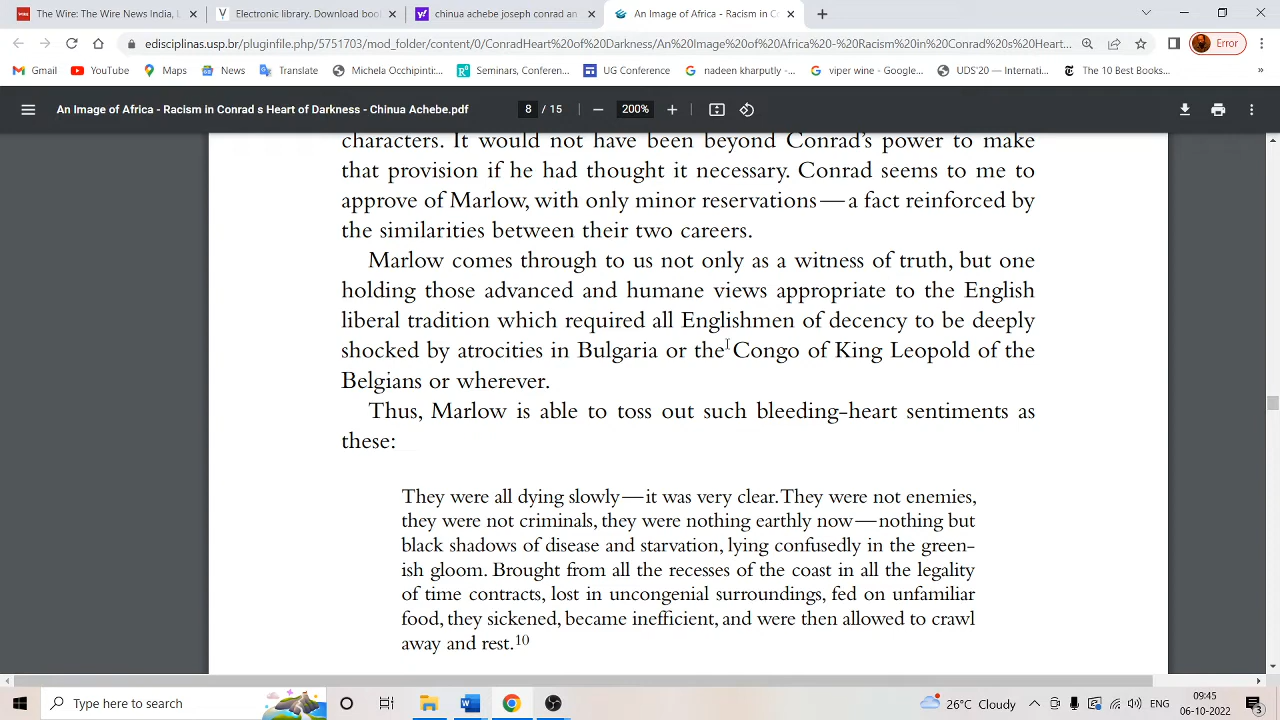 The Wire: The Wire News India, L
Electronic library. Download boo
chinua achebe joseph conrad an
An Image of Africa - Racism in Co
edisciplinas.usp.br/pluginfile.php/5751703/mod_folder/content/0/ConradHeart%20of%20Darkness/An%20Image%20of%20Africa%20-%20Racism%20in%20Conrad%20s%20Heart...
Error
Gmail
YouTube
Maps
News
Translate
Michela Occhipinti:...
Seminars, Conferen...
UG Conference
nadeen kharputly -...
viper wine - Google...
UDS'20 — Internati...
The 10 Best Books...
»
An Image of Africa - Racism in Conrad s Heart of Darkness - Chinua Achebe.pdf
8 / 15
200%
characters. It would not have been beyond Conrad's power to make
that provision if he had thought it necessary. Conrad seems to me to
approve of Marlow, with only minor reservations—a fact reinforced by
the similarities between their two careers.
Marlow comes through to us not only as a witness of truth, but one
holding those advanced and humane views appropriate to the English
liberal tradition which required all Englishmen of decency to be deeply
shocked by atrocities in Bulgaria or the Congo of King Leopold of the
Belgians or wherever.
Thus, Marlow is able to toss out such bleeding-heart sentiments as
these:
They were all dying slowly—it was very clear. They were not enemies,
they were not criminals, they were nothing earthly now—nothing but
black shadows of disease and starvation, lying confusedly in the green-
ish gloom. Brought from all the recesses of the coast in all the legality
of time contracts, lost in uncongenial surroundings, fed on unfamiliar
food, they sickened, became inefficient, and were then allowed to crawl
away and rest.10
Type here to search
26°C Cloudy
ENG
09:45
06-10-2022
3